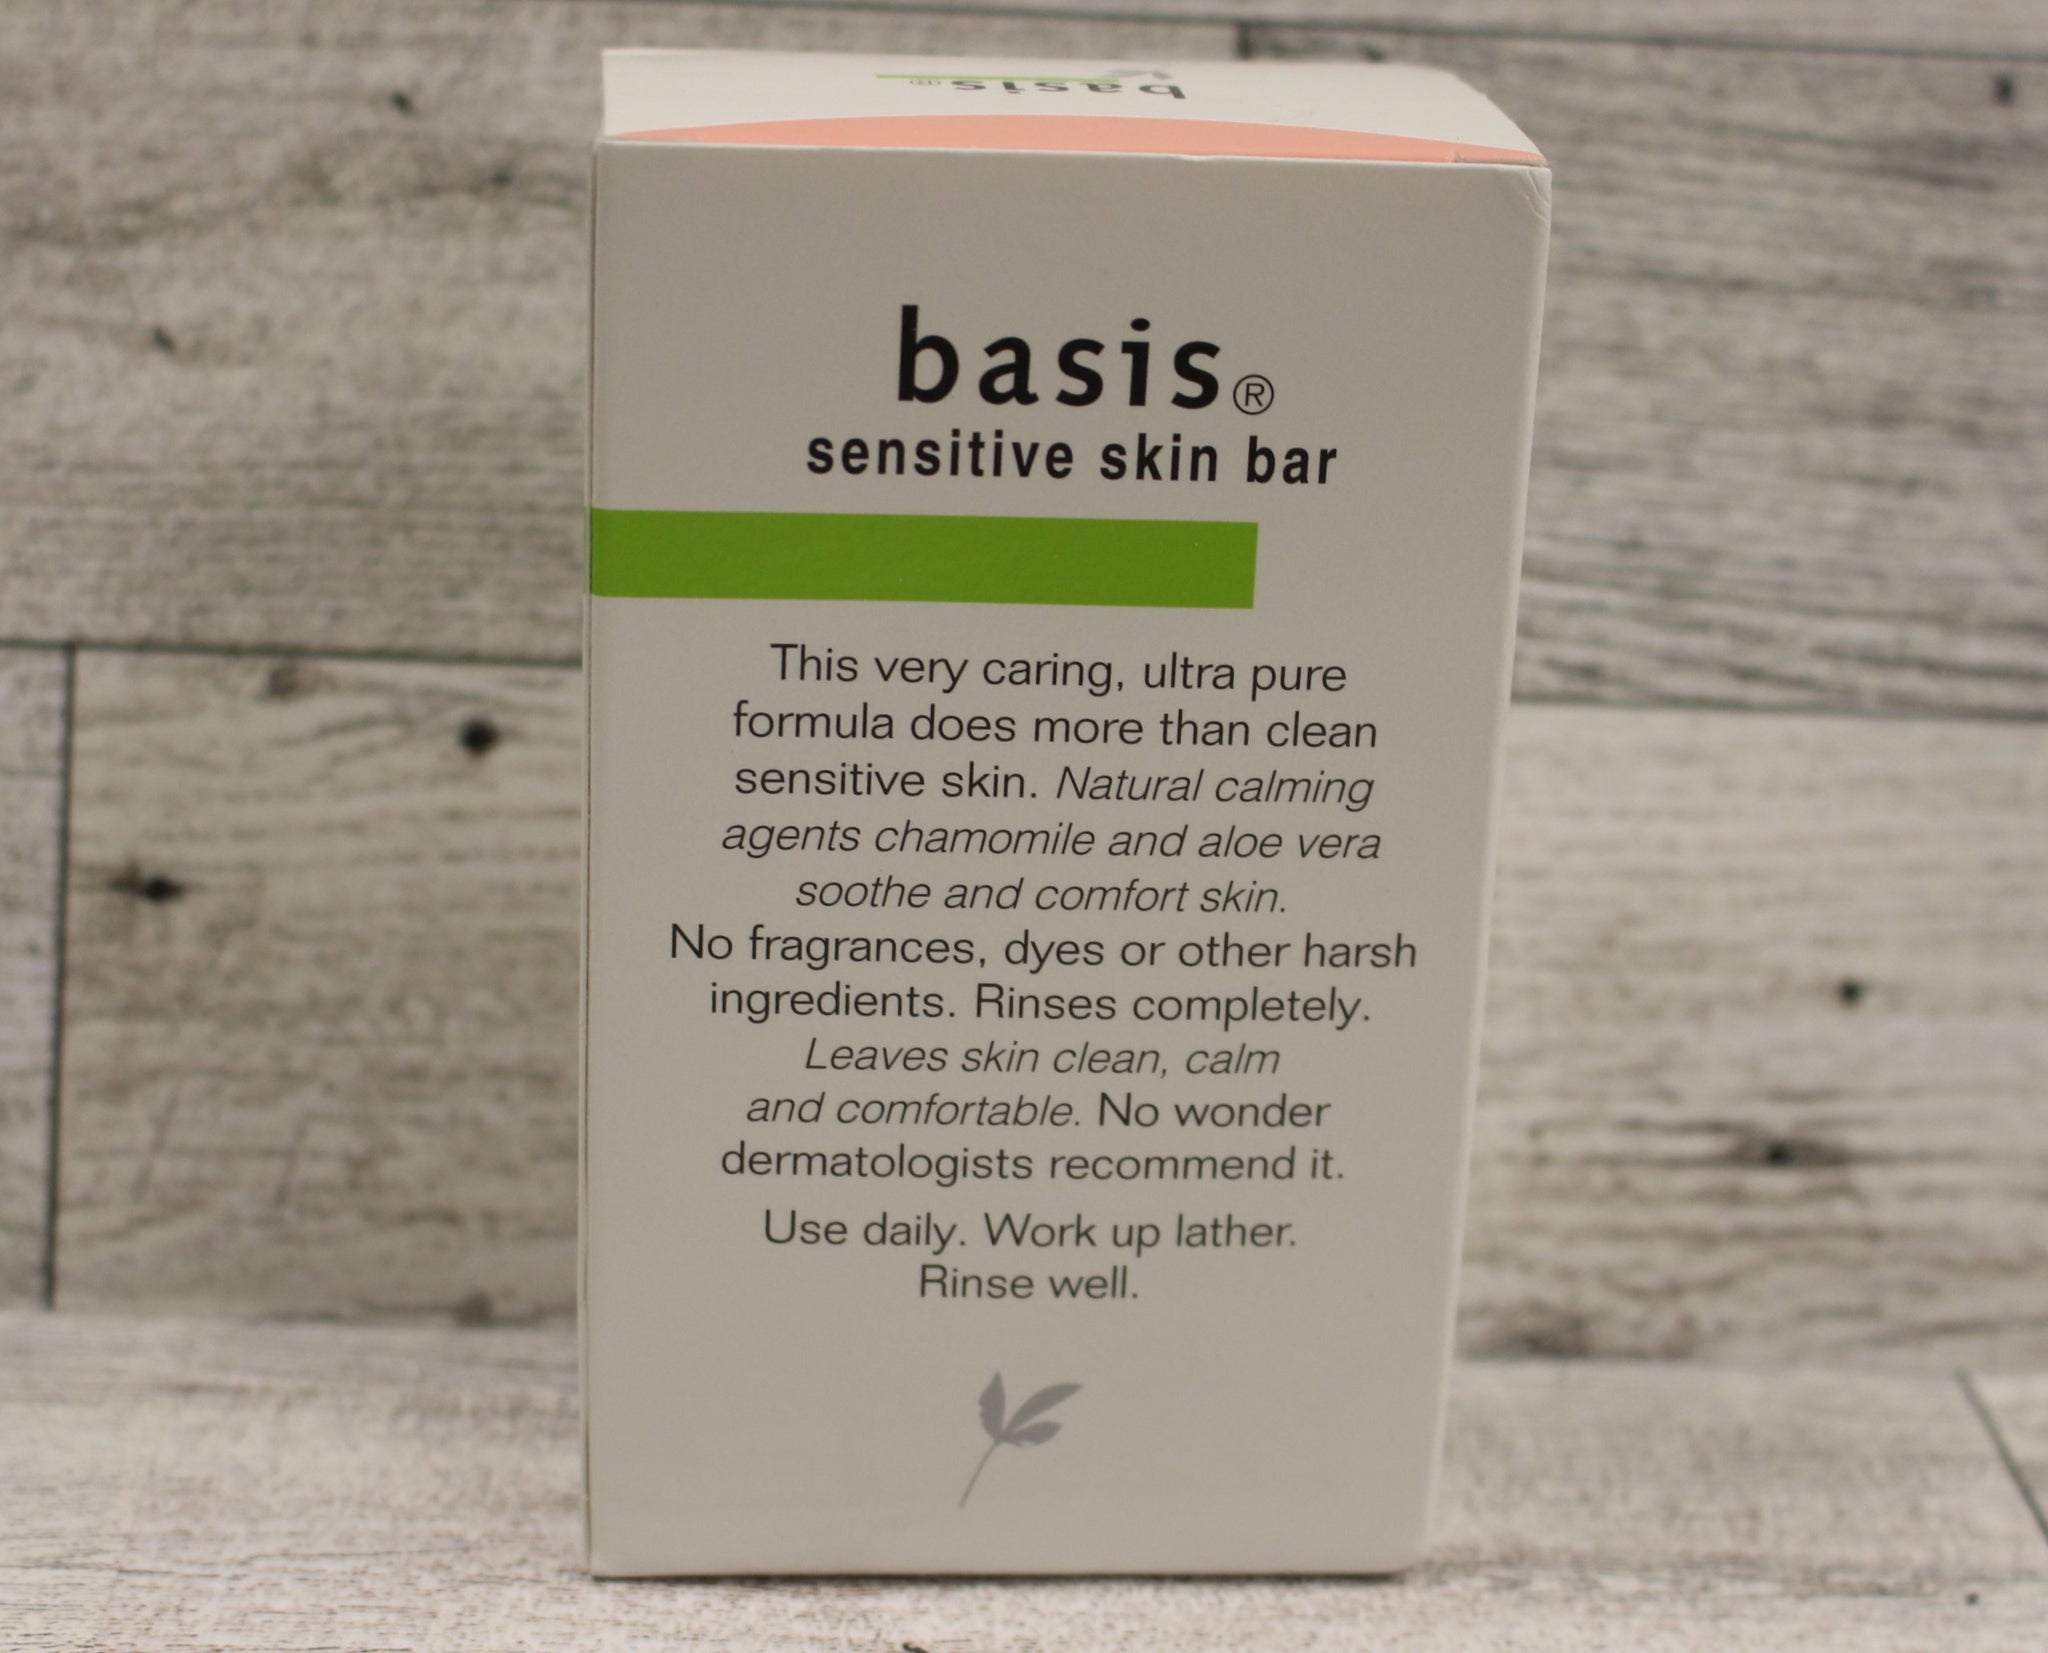 basis®
basis®
sensitive skin bar
This very caring, ultra pure
formula does more than clean
sensitive skin. Natural calming
agents chamomile and aloe vera
soothe and comfort skin.
No fragrances, dyes or other harsh
ingredients. Rinses completely.
Leaves skin clean, calm
and comfortable. No wonder
dermatologists recommend it.
Use daily. Work up lather.
Rinse well.